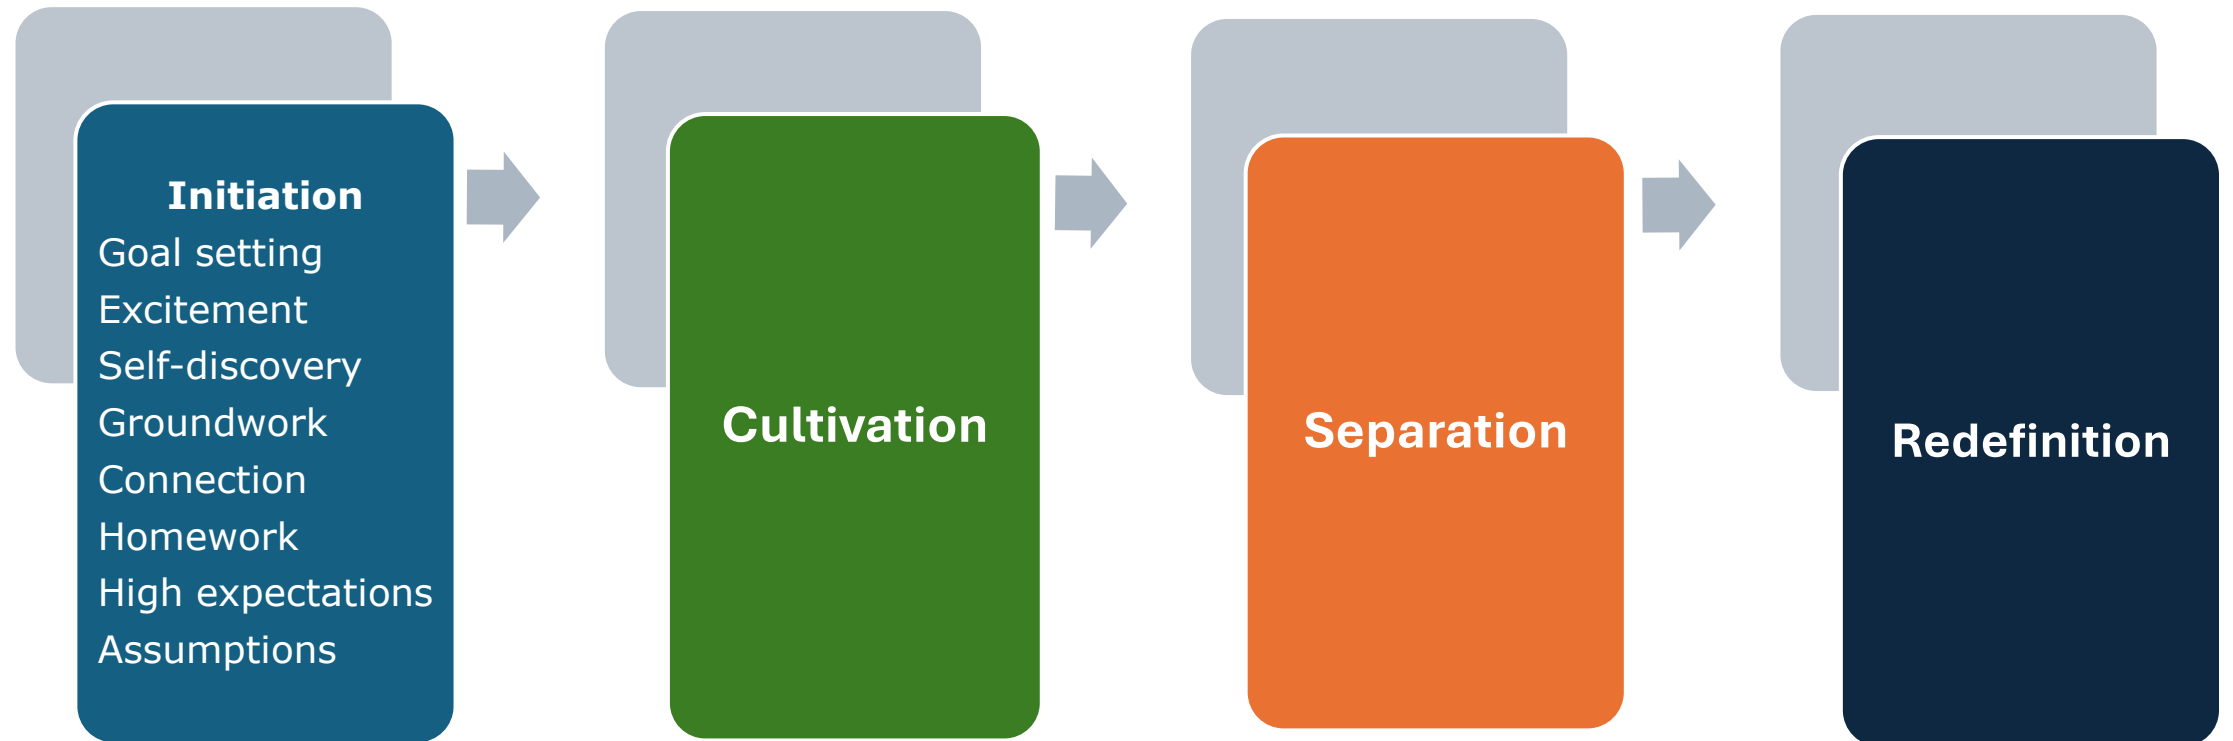 Initiation
Goal setting
Excitement
Self-discovery
Groundwork
Connection
Homework
High expectations
Assumptions
Cultivation
Separation
Redefinition